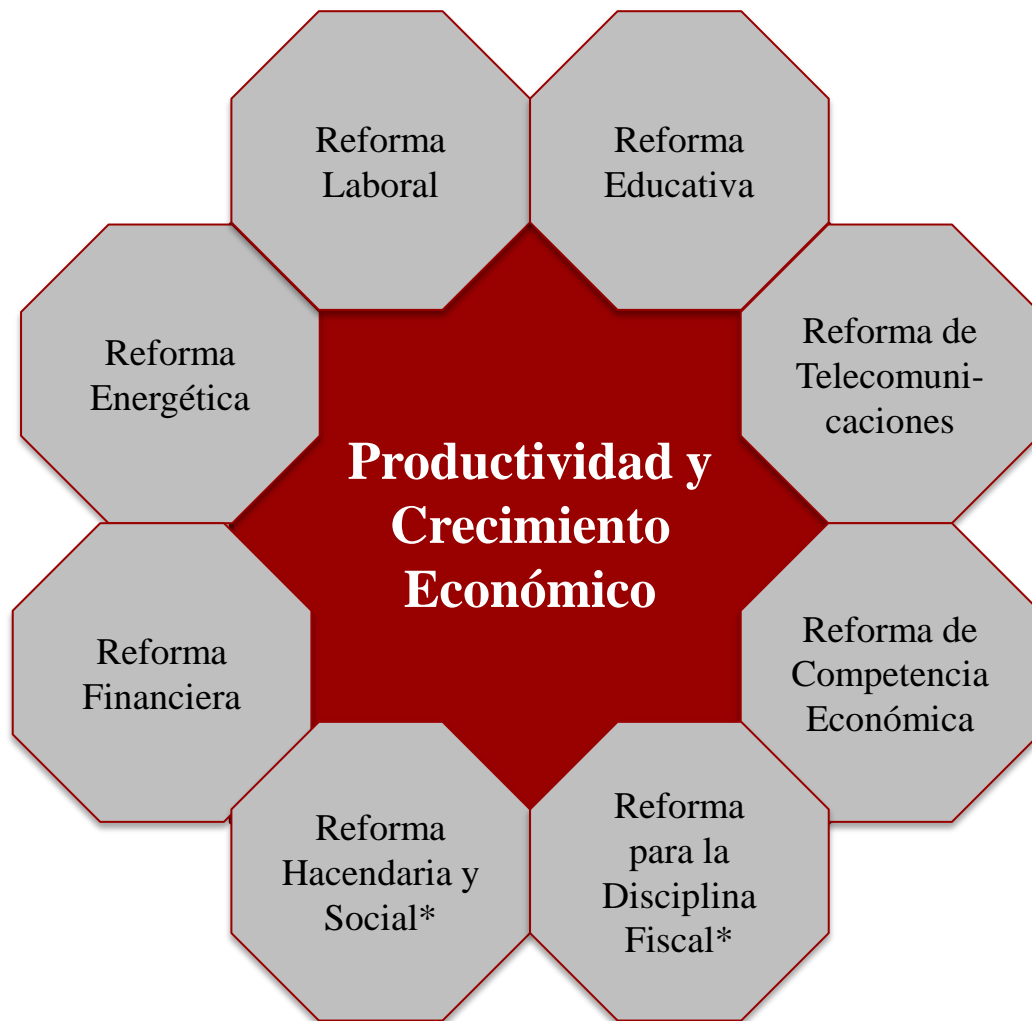 Reforma
Laboral
Reforma
Educativa
Reforma
Energética
Reforma de
Telecomuni-
caciones
Productividad y
Crecimiento
Económico
Reforma
Financiera
Reforma de
Competencia
Económica
Reforma
Hacendaria y
Social*
Reforma
para la
Disciplina
Fiscal*